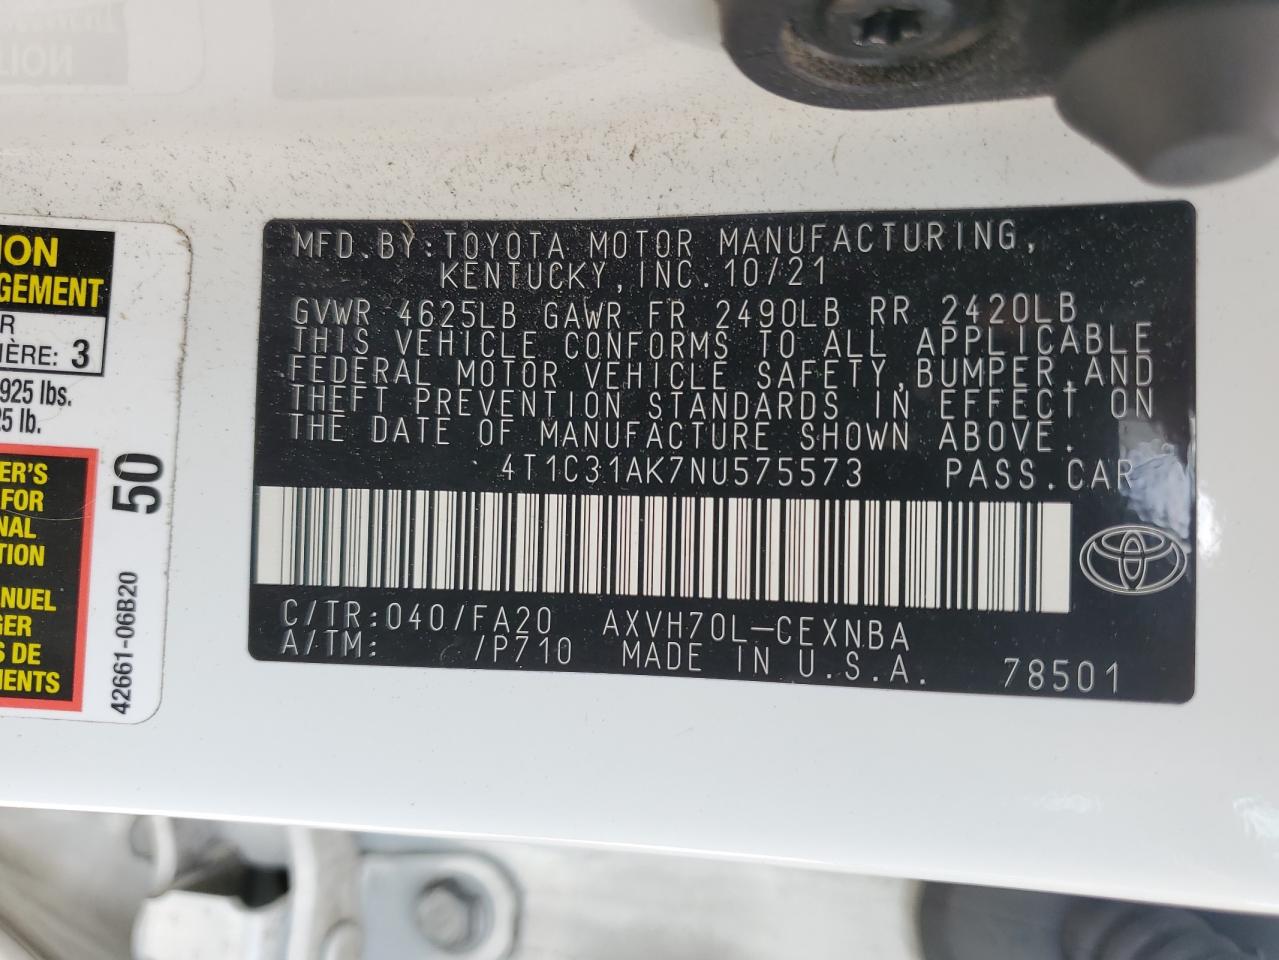 TION
ION
GEMENT
R
IÈRE: 3
925 lbs.
25 lb.
ER'S
FOR
NAL
TION
NUEL
GER
S DE
MENTS
50
42661-06B20
MFD.BY:TOYOTA MOTOR MANUFACTURING,
KENTUCKY,INC.10/21
GVWR 4625LB GAWR FR 2490LB RR 2420LB
THIS VEHICLE CONFORMS TO ALL APPLICABLE
FEDERAL MOTOR VEHICLE SAFETY,BUMPER,AND
THEFT PREVENTION STANDARDS IN EFFECT ON
THE DATE OF MANUFACTURE SHOWN ABOVE.
4T1C31AK7NU575573 PASS.CAR
C/TR:040/FA20 AXVH70L-CEXNBA
A/TM: /P710 MADE IN U.S.A. 78501